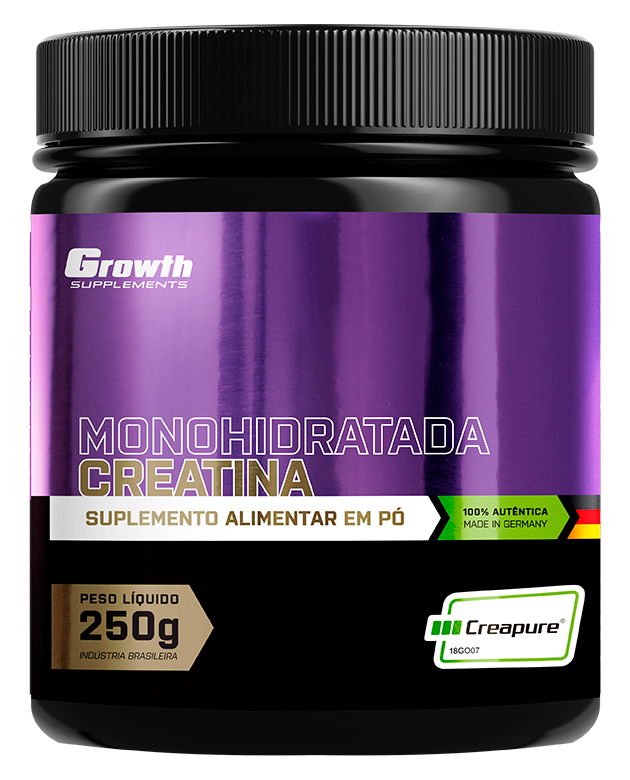 Growth
SUPPLEMENTS
MONOHIDRATADA
CREATINA
SUPLEMENTO ALIMENTAR EM PÓ
100% AUTÊNTICA
MADE IN GERMANY
PESO LÍQUIDO
250g
INDÚSTRIA BRASILEIRA
Creapure®
18GO07